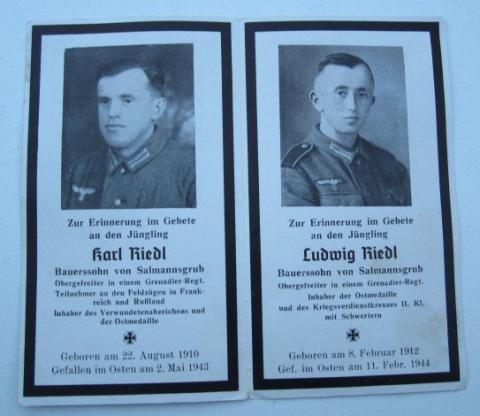 Zur Erinnerung im Gebete
an den Jüngling
Karl Riedl
Bauerssohn von Salmannsgrub
Obergefreiter in einem Grenadier-Regt.
Teilnehmer an den Feldzügen in Frank-
reich und Rußland
Inhaber des Verwundetenabzeichens und
der Ostmedaille
Geboren am 22. August 1910
Gefallen im Osten am 2. Mai 1943
Zur Erinnerung im Gebete
an den Jüngling
Ludwig Riedl
Bauerssohn von Salmannsgrub
Obergefreiter in einem Grenadier-Regt.
Inhaber der Ostmedaille
und des Kriegsverdienstkreuzes II. Kl.
mit Schwertern
Geboren am 8. Februar 1912
Gef. im Osten am 11. Febr. 1944